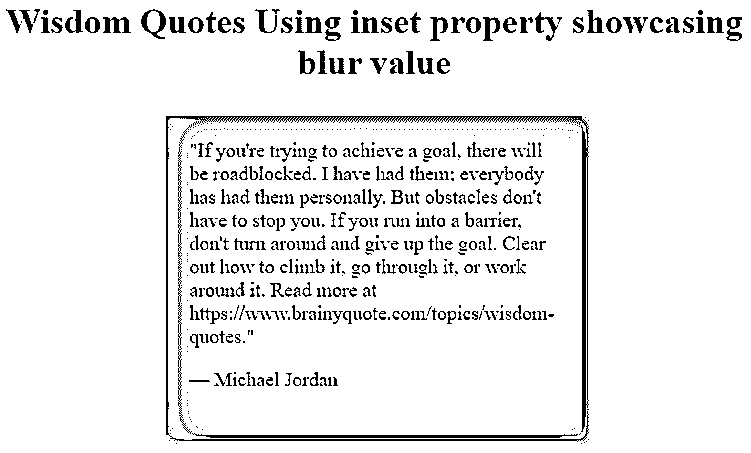 Wisdom Quotes Using inset property showcasing
blur value
"If you're trying to achieve a goal, there will
be roadblocked. I have had them; everybody
has had them personally. But obstacles don't
have to stop you. If you run into a barrier,
don't turn around and give up the goal. Clear
out how to climb it, go through it, or work
around it. Read more at
https://www.brainyquote.com/topics/wisdom-
quotes."
— Michael Jordan